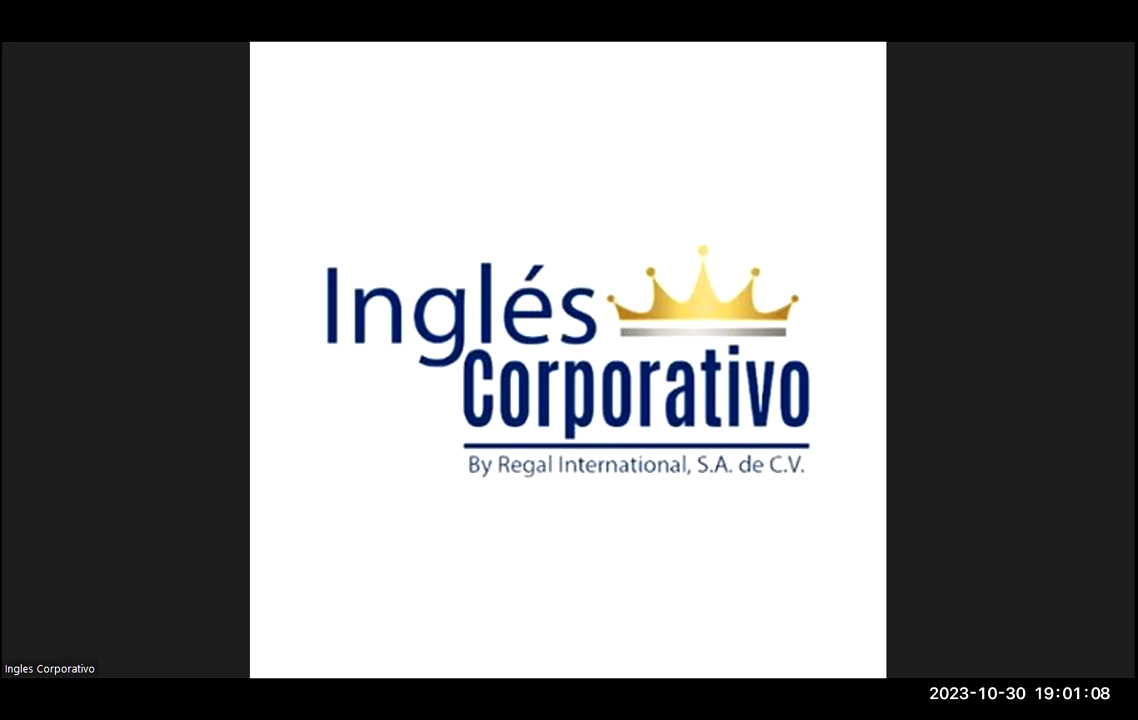 Inglés
Corporativo
By Regal International, S.A. de C.V.
Ingles Corporativo
2023-10-30 19:01:08